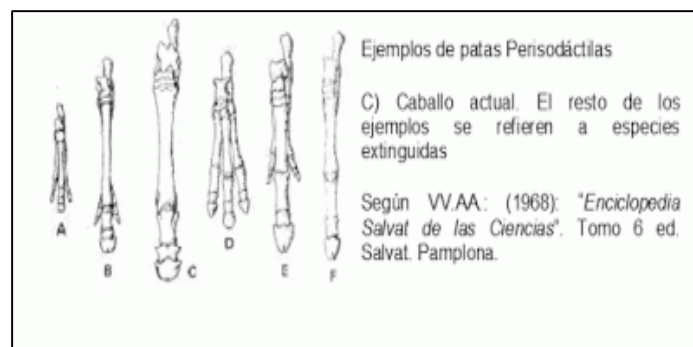 Ejemplos de patas Perisodáctilas
C) Caballo actual. El resto de los
ejemplos se refieren a especies
extinguidas
Según VV.AA.: (1968): "Enciclopedia
Salvat de las Ciencias". Tomo 6 ed.
Salvat. Pamplona.
A
B
C
D
E
F